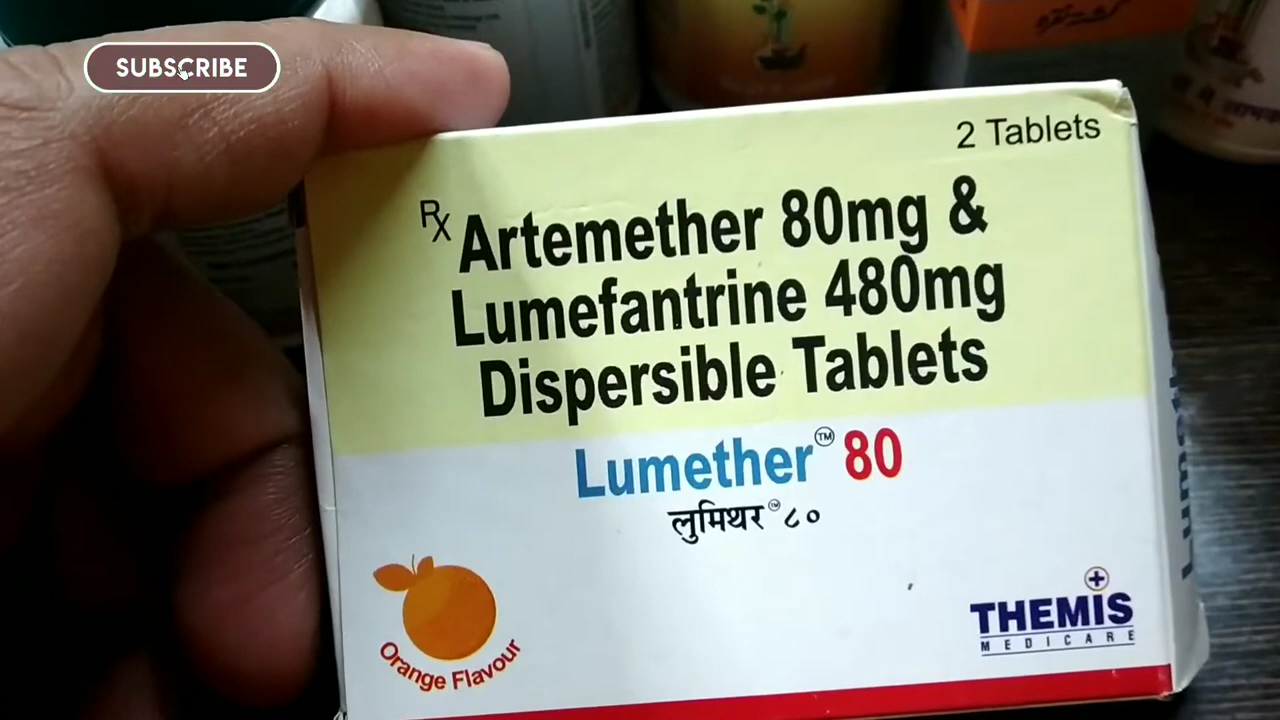 SUBSCRIBE
2 Tablets
Rx Artemether 80mg &
Lumefantrine 480mg
Dispersible Tablets
Lumether™ 80
लुमिथर™ ८०
Orange Flavour
THEMIS
MEDICARE